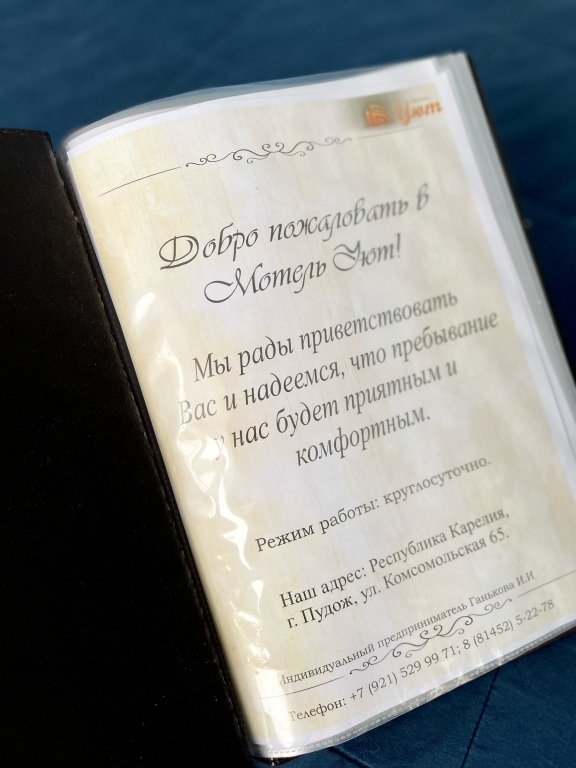 Уют
Добро пожаловать в
Мотель Уют!
Мы рады приветствовать
Вас и надеемся, что пребывание
у нас будет приятным и
комфортным.
Режим работы: круглосуточно.
Наш адрес: Республика Карелия,
г. Пудож, ул. Комсомольская 65.
Индивидуальный предприниматель Ганькова И.И
Телефон: +7 (921) 529 99 71; 8 (81452) 5-22-78